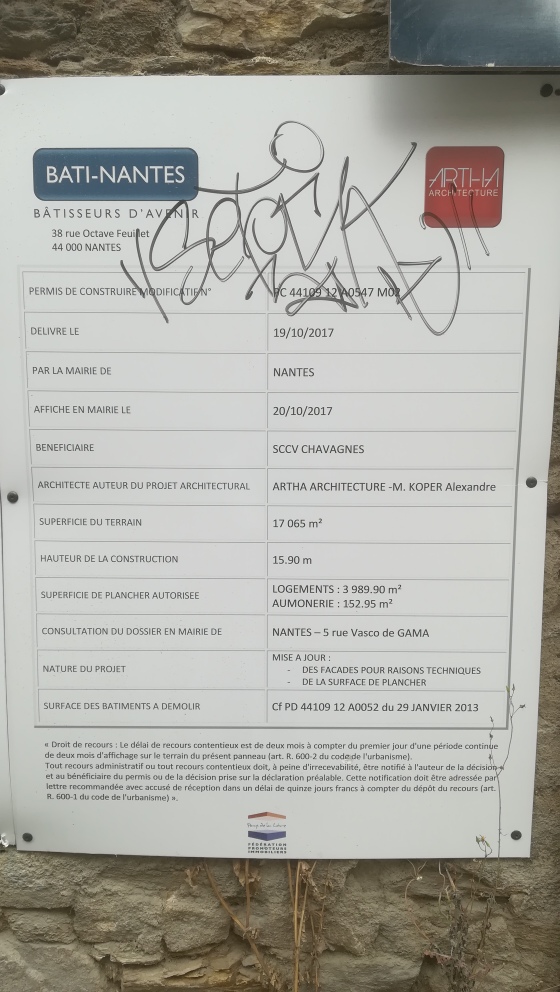 BATI-NANTES
BÂTISSEURS D'AVENIR
38 rue Octave Feuillet
44 000 NANTES
ARTHA
ARCHITECTURE
PERMIS DE CONSTRUIRE MODIFICATIF N° PC 44109 12 A0547 M02
DELIVRE LE 19/10/2017
PAR LA MAIRIE DE NANTES
AFFICHE EN MAIRIE LE 20/10/2017
BENEFICIAIRE SCCV CHAVAGNES
ARCHITECTE AUTEUR DU PROJET ARCHITECTURAL ARTHA ARCHITECTURE -M. KOPER Alexandre
SUPERFICIE DU TERRAIN 17 065 m²
HAUTEUR DE LA CONSTRUCTION 15.90 m
SUPERFICIE DE PLANCHER AUTORISEE LOGEMENTS : 3 989.90 m²
AUMONERIE : 152.95 m²
CONSULTATION DU DOSSIER EN MAIRIE DE NANTES – 5 rue Vasco de GAMA
NATURE DU PROJET MISE A JOUR :
- DES FACADES POUR RAISONS TECHNIQUES
- DE LA SURFACE DE PLANCHER
SURFACE DES BATIMENTS A DEMOLIR Cf PD 44109 12 A0052 du 29 JANVIER 2013
« Droit de recours : Le délai de recours contentieux est de deux mois à compter du premier jour d'une période continue
de deux mois d'affichage sur le terrain du présent panneau (art. R. 600-2 du code de l'urbanisme).
Tout recours administratif ou tout recours contentieux doit, à peine d'irrecevabilité, être notifié à l'auteur de la décision
et au bénéficiaire du permis ou de la décision prise sur la déclaration préalable. Cette notification doit être adressée par
lettre recommandée avec accusé de réception dans un délai de quinze jours francs à compter du dépôt du recours (art.
R. 600-1 du code de l'urbanisme) ».
FÉDÉRATION
PROMOTEURS
IMMOBILIERS